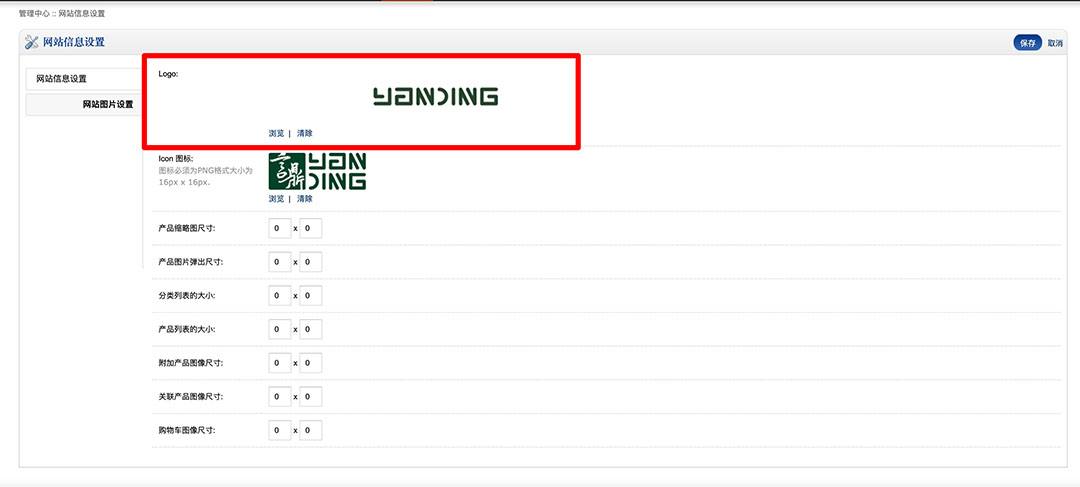 管理中心 :: 网站信息设置
网站信息设置
保存 取消
网站信息设置
网站图片设置
Logo:
YANDING
浏览 | 清除
Icon 图标:
图标必须为PNG格式大小为
16px x 16px.
言鼎 YAN
DING
浏览 | 清除
产品缩略图尺寸: 0 x 0
产品图片弹出尺寸: 0 x 0
分类列表的大小: 0 x 0
产品列表的大小: 0 x 0
附加产品图像尺寸: 0 x 0
关联产品图像尺寸: 0 x 0
购物车图像尺寸: 0 x 0